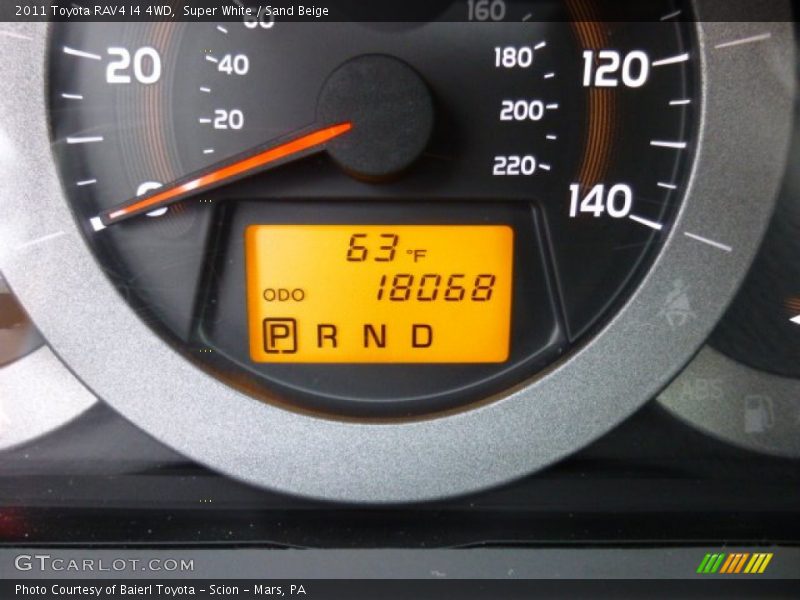 2011 Toyota RAV4 I4 4WD,  Super White / Sand Beige
60
160
20
40
180
120
20
200
220
0
140
63 °F
ODO 18068
P R N D
ABS
GTCARLOT.COM
Photo Courtesy of Baierl Toyota - Scion - Mars, PA